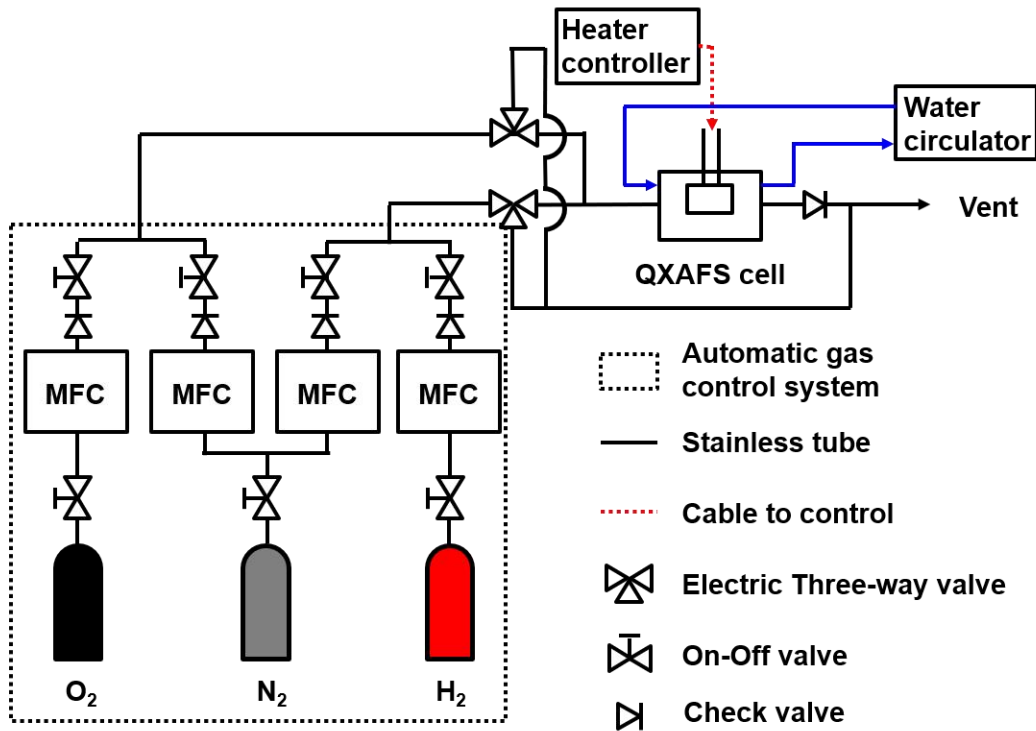 Heater
controller
Water
circulator
Vent
QXAFS cell
MFC MFC MFC MFC
O₂ N₂ H₂
Automatic gas
control system
Stainless tube
Cable to control
Electric Three-way valve
On-Off valve
Check valve